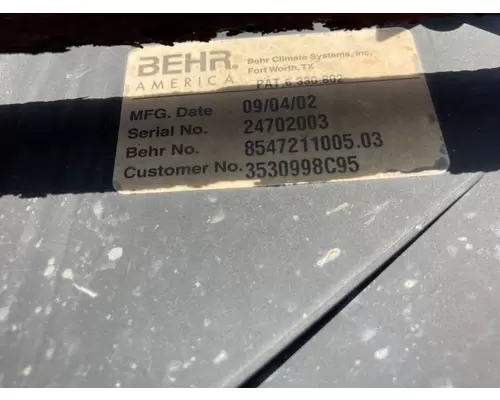 BEHR
AMERICA
Behr Climate Systems, Inc.
Fort Worth, TX
PAT 6,330,802
MFG. Date 09/04/02
Serial No. 24702003
Behr No. 8547211005.03
Customer No. 3530998C95